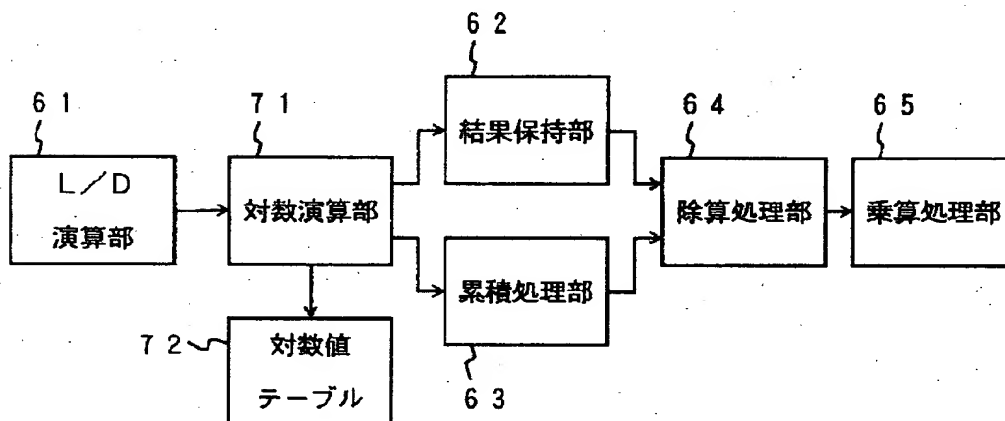 62
61
71
64
65
結果保持部
L/D
演算部
対数演算部
除算処理部
乗算処理部
累積処理部
72
対数値
テーブル
63